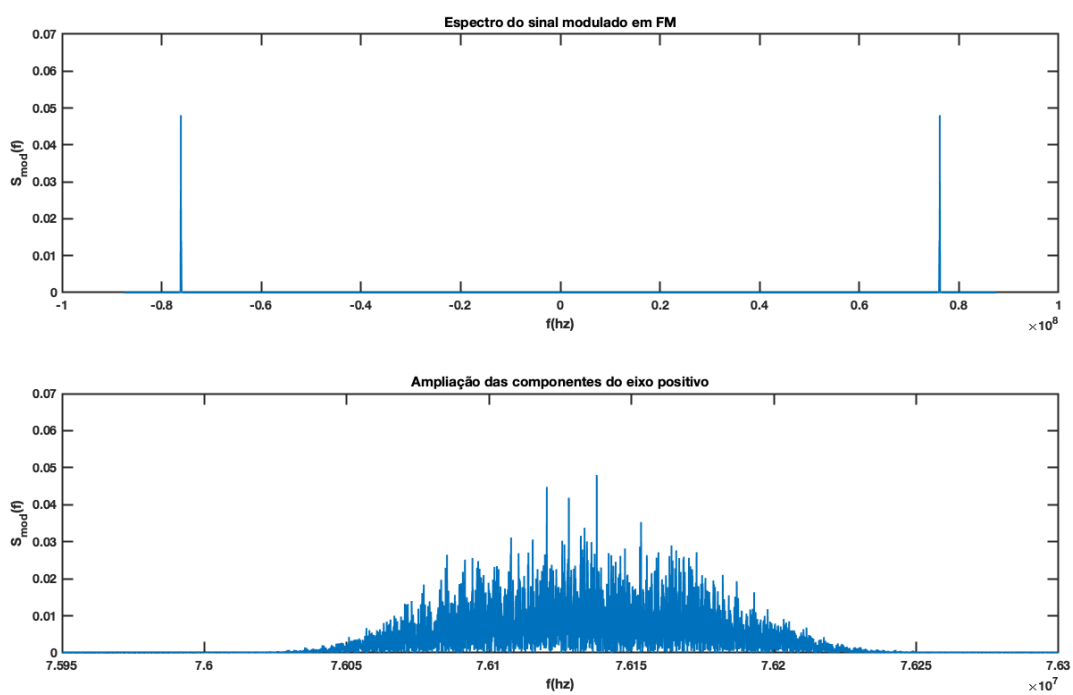 Espectro do sinal modulado em FM
0.07
0.06
0.05
0.04
0.03
0.02
0.01
0
S_mod(f)
-1 -0.8 -0.6 -0.4 -0.2 0 0.2 0.4 0.6 0.8 1
f(hz)
×10^8
Ampliação das componentes do eixo positivo
0.07
0.06
0.05
0.04
0.03
0.02
0.01
0
S_mod(f)
7.595 7.6 7.605 7.61 7.615 7.62 7.625 7.63
f(hz)
×10^7